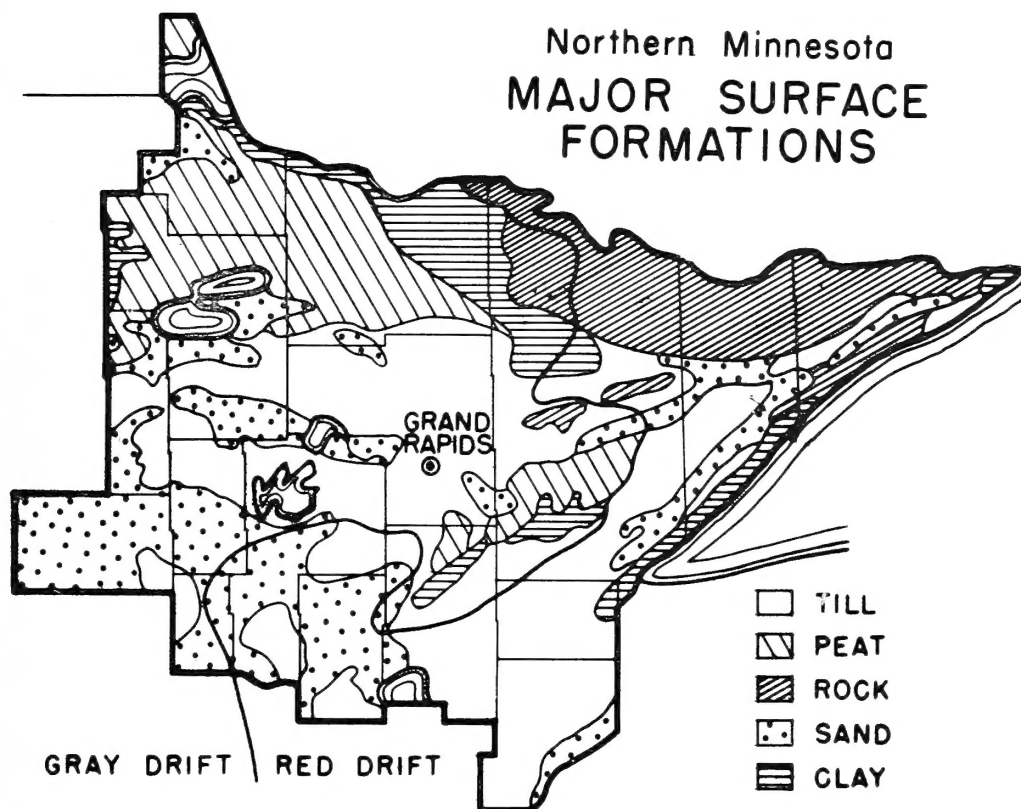 Northern Minnesota
MAJOR SURFACE
FORMATIONS
GRAND
RAPIDS
TILL
PEAT
ROCK
SAND
CLAY
GRAY DRIFT
RED DRIFT